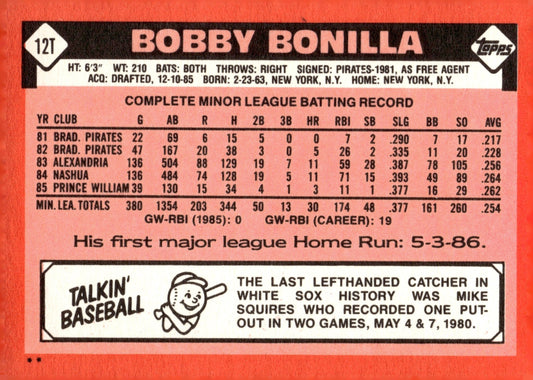 12T
BOBBY BONILLA
Topps
HT: 6'3" WT: 210 BATS: BOTH THROWS: RIGHT SIGNED: PIRATES-1981, AS FREE AGENT
ACQ: DRAFTED, 12-10-85 BORN: 2-23-63, NEW YORK, N.Y. HOME: NEW YORK, N.Y.
COMPLETE MINOR LEAGUE BATTING RECORD
YR CLUB G AB R H 2B 3B HR RBI SB SLG BB SO AVG
81 BRAD. PIRATES 22 69 6 15 5 0 0 7 2 .290 7 17 .217
82 BRAD. PIRATES 47 167 20 38 3 0 5 26 2 .335 11 20 .228
83 ALEXANDRIA 136 504 88 129 19 7 11 59 28 .387 78 105 .256
84 NASHUA 136 484 74 128 19 5 11 71 15 .393 49 89 .264
85 PRINCE WILLIAM 39 130 15 34 4 1 3 11 1 .377 16 29 .262
MIN. LEA. TOTALS 380 1354 203 344 50 13 30 174 48 .377 161 260 .254
GW-RBI (1985): 0 GW-RBI (CAREER): 19
His first major league Home Run: 5-3-86.
TALKIN'
BASEBALL
THE LAST LEFTHANDED CATCHER IN
WHITE SOX HISTORY WAS MIKE
SQUIRES WHO RECORDED ONE PUT-
OUT IN TWO GAMES, MAY 4 & 7, 1980.
**